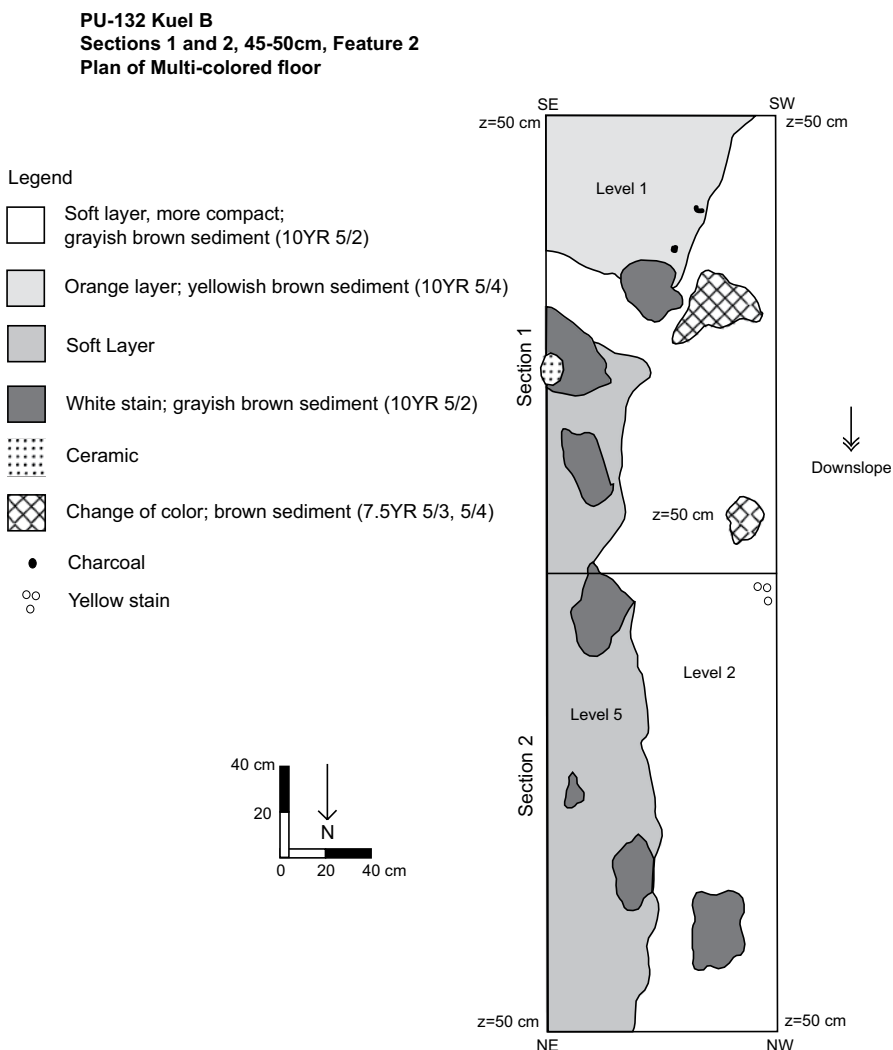 PU-132 Kuel B
Sections 1 and 2, 45-50cm, Feature 2
Plan of Multi-colored floor
Legend
Soft layer, more compact;
grayish brown sediment (10YR 5/2)
Orange layer; yellowish brown sediment (10YR 5/4)
Soft Layer
White stain; grayish brown sediment (10YR 5/2)
Ceramic
Change of color; brown sediment (7.5YR 5/3, 5/4)
Charcoal
Yellow stain
40 cm
20
N
0 20 40 cm
SE SW
z=50 cm z=50 cm
Level 1
Section 1
z=50 cm
Downslope
Level 2
Level 5
Section 2
z=50 cm z=50 cm
NE NW